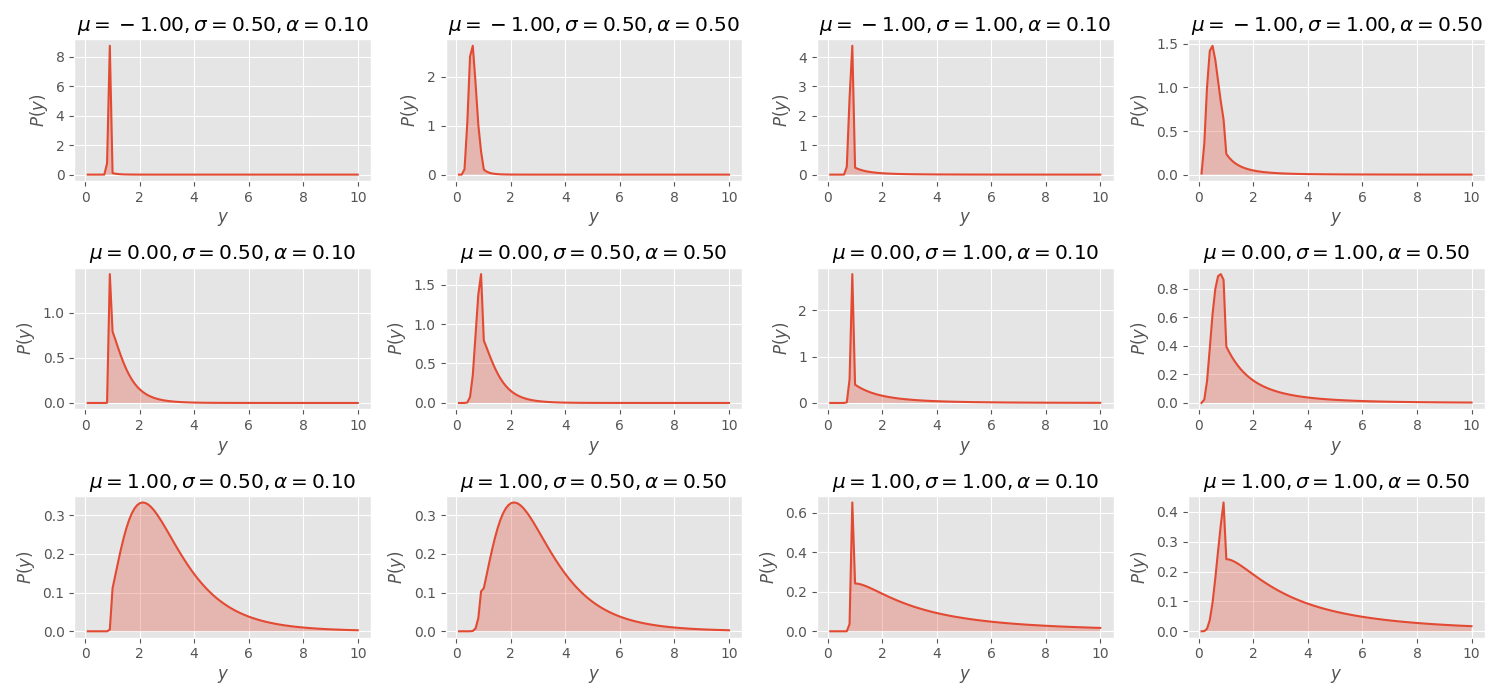 μ = −1.00, σ = 0.50, α = 0.10
P(y)
8
6
4
2
0
0 2 4 6 8 10
y
μ = −1.00, σ = 0.50, α = 0.50
P(y)
2
1
0
0 2 4 6 8 10
y
μ = −1.00, σ = 1.00, α = 0.10
P(y)
4
3
2
1
0
0 2 4 6 8 10
y
μ = −1.00, σ = 1.00, α = 0.50
P(y)
1.5
1.0
0.5
0.0
0 2 4 6 8 10
y
μ = 0.00, σ = 0.50, α = 0.10
P(y)
1.0
0.5
0.0
0 2 4 6 8 10
y
μ = 0.00, σ = 0.50, α = 0.50
P(y)
1.5
1.0
0.5
0.0
0 2 4 6 8 10
y
μ = 0.00, σ = 1.00, α = 0.10
P(y)
2
1
0
0 2 4 6 8 10
y
μ = 0.00, σ = 1.00, α = 0.50
P(y)
0.8
0.6
0.4
0.2
0.0
0 2 4 6 8 10
y
μ = 1.00, σ = 0.50, α = 0.10
P(y)
0.3
0.2
0.1
0.0
0 2 4 6 8 10
y
μ = 1.00, σ = 0.50, α = 0.50
P(y)
0.3
0.2
0.1
0.0
0 2 4 6 8 10
y
μ = 1.00, σ = 1.00, α = 0.10
P(y)
0.6
0.4
0.2
0.0
0 2 4 6 8 10
y
μ = 1.00, σ = 1.00, α = 0.50
P(y)
0.4
0.3
0.2
0.1
0.0
0 2 4 6 8 10
y